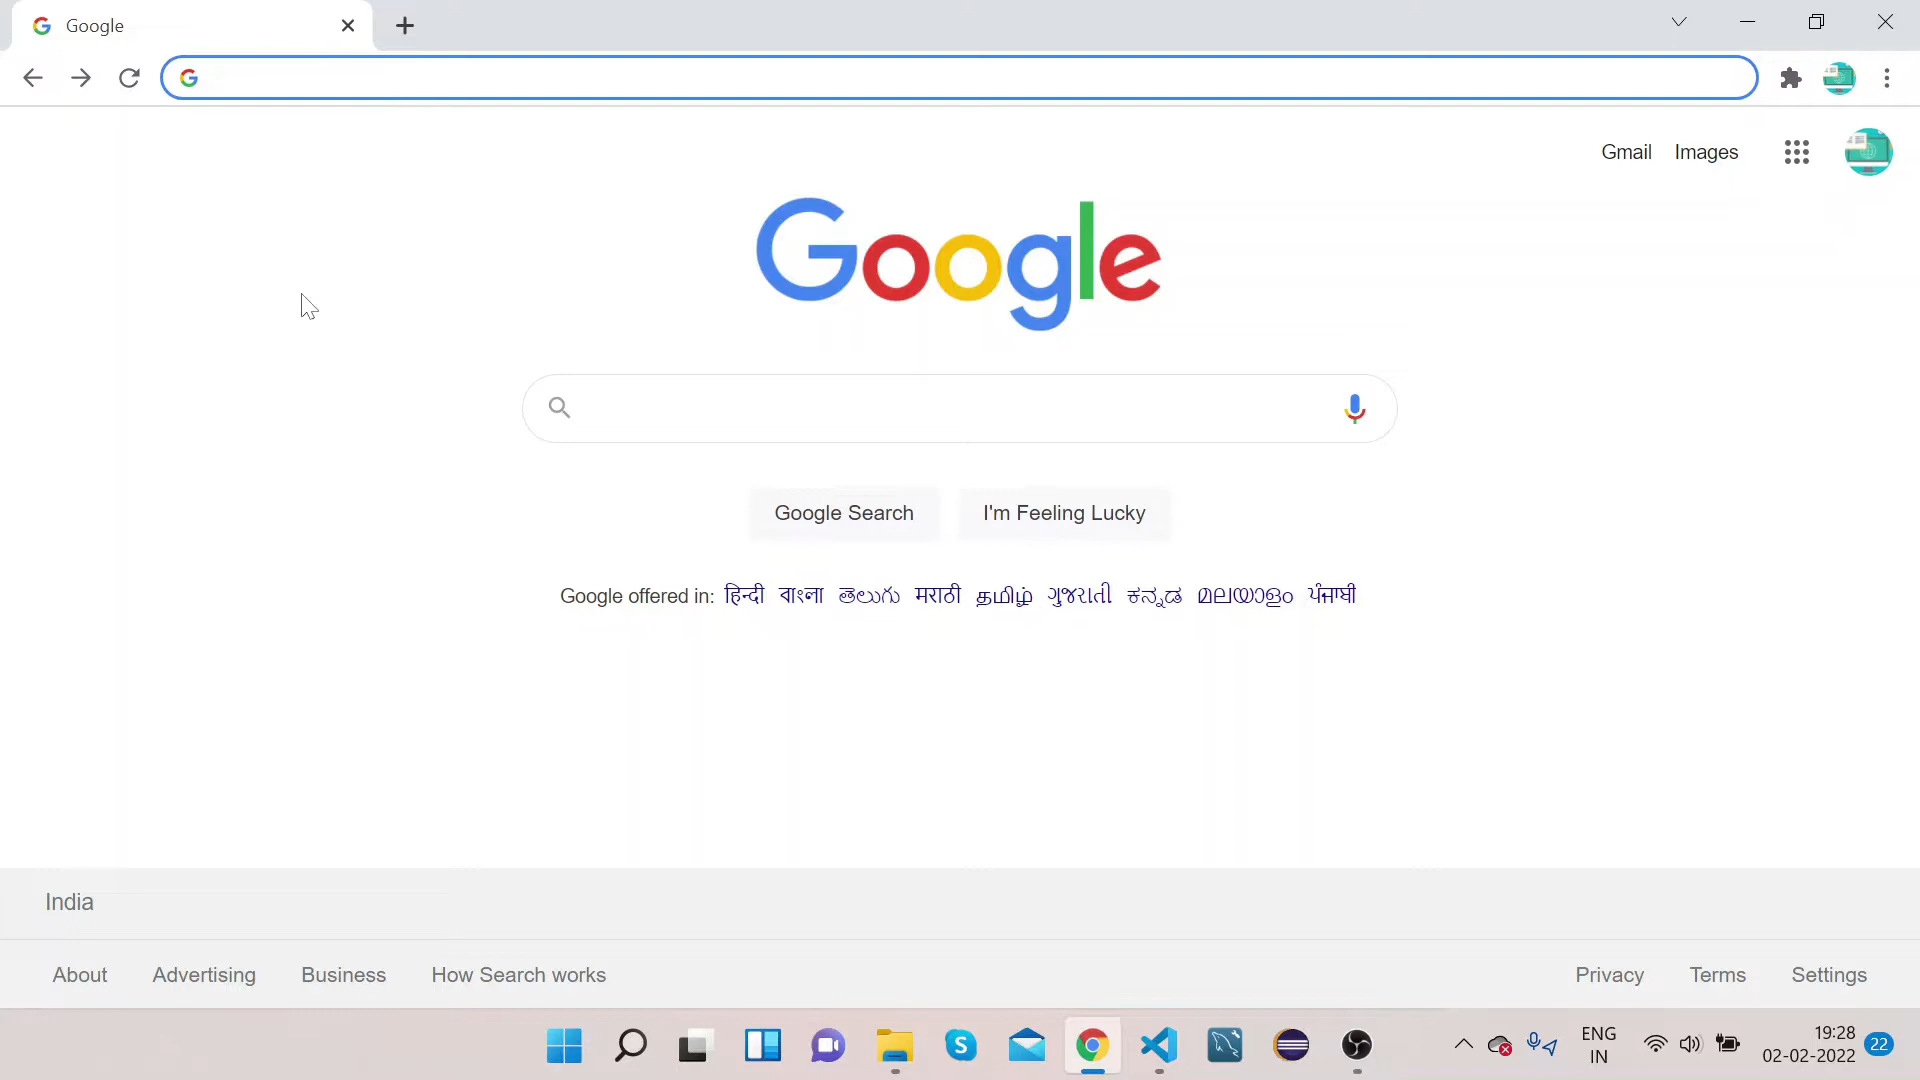 Google
Gmail Images
Google
Google Search I'm Feeling Lucky
Google offered in: हिन्दी বাংলা తెలుగు मराठी தமிழ் ગુજરાતી ಕನ್ನಡ മലയാളം ਪੰਜਾਬੀ
India
About Advertising Business How Search works Privacy Terms Settings
ENG
IN
19:28
02-02-2022
22